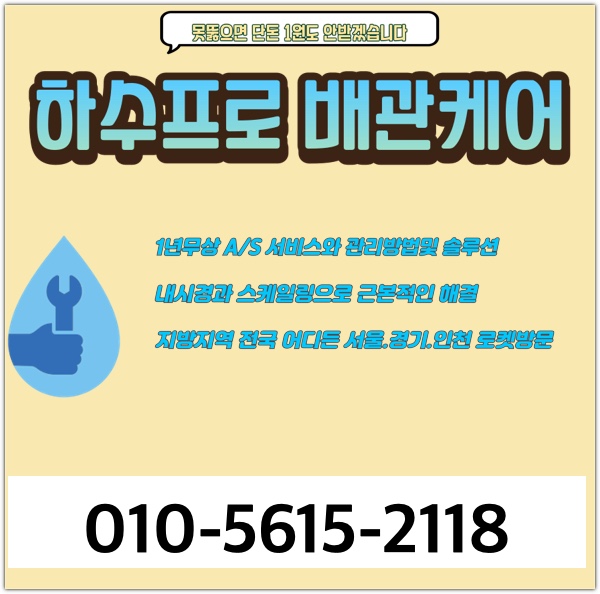 못뚫으면 단돈 1원도 안받겠습니다
하수프로 배관케어
1년무상 A/S 서비스와 관리방법및 솔루션
내시경과 스케일링으로 근본적인 해결
지방지역 전국 어디든 서울.경기.인천 로켓방문
010-5615-2118